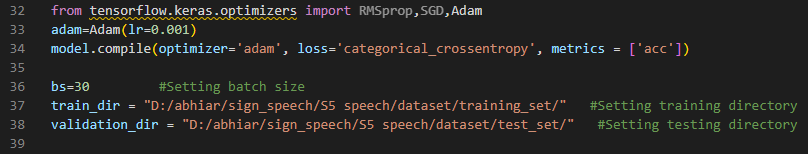 32 from tensorflow.keras.optimizers import RMSprop,SGD,Adam
33 adam=Adam(lr=0.001)
34 model.compile(optimizer='adam', loss='categorical_crossentropy', metrics = ['acc'])
35
36 bs=30 #Setting batch size
37 train_dir = "D:/abhiar/sign_speech/S5 speech/dataset/training_set/" #Setting training directory
38 validation_dir = "D:/abhiar/sign_speech/S5 speech/dataset/test_set/" #Setting testing directory
39